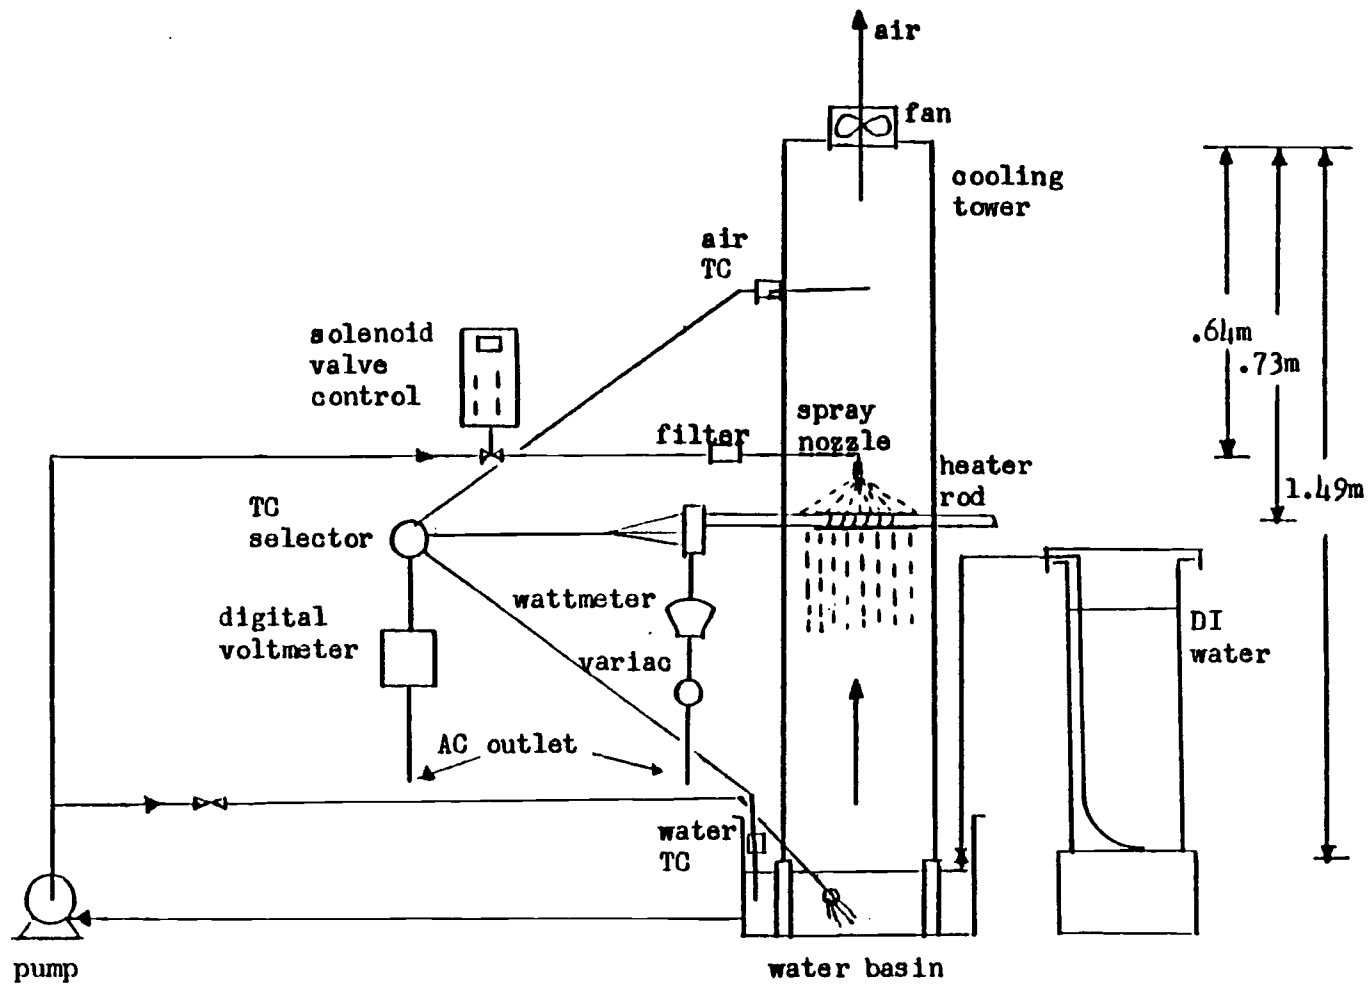 air
fan
cooling
tower
air
TC
solenoid
valve
control
.64m
.73m
spray
nozzle
filter
heater
rod
1.49m
TC
selector
wattmeter
digital
voltmeter
DI
water
variac
AC outlet
water
TC
pump
water basin